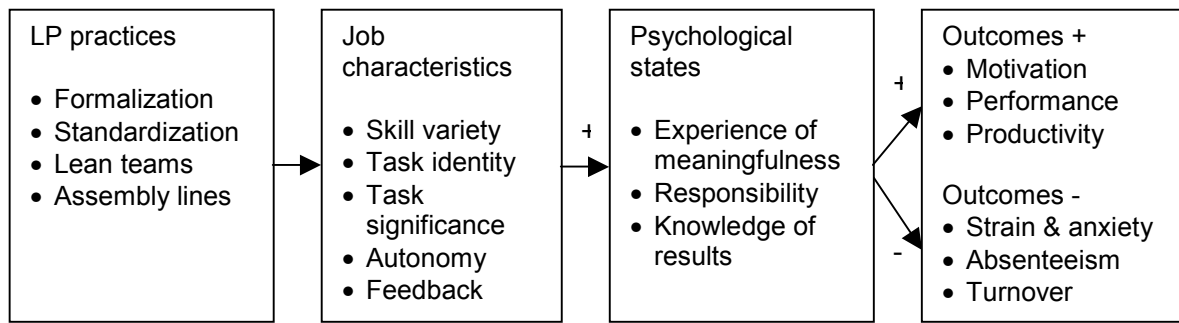 LP practices
• Formalization
• Standardization
• Lean teams
• Assembly lines
Job
characteristics
• Skill variety
• Task identity
• Task
significance
• Autonomy
• Feedback
+
Psychological
states
• Experience of
meaningfulness
• Responsibility
• Knowledge of
results
+
-
Outcomes +
• Motivation
• Performance
• Productivity
Outcomes -
• Strain & anxiety
• Absenteeism
• Turnover